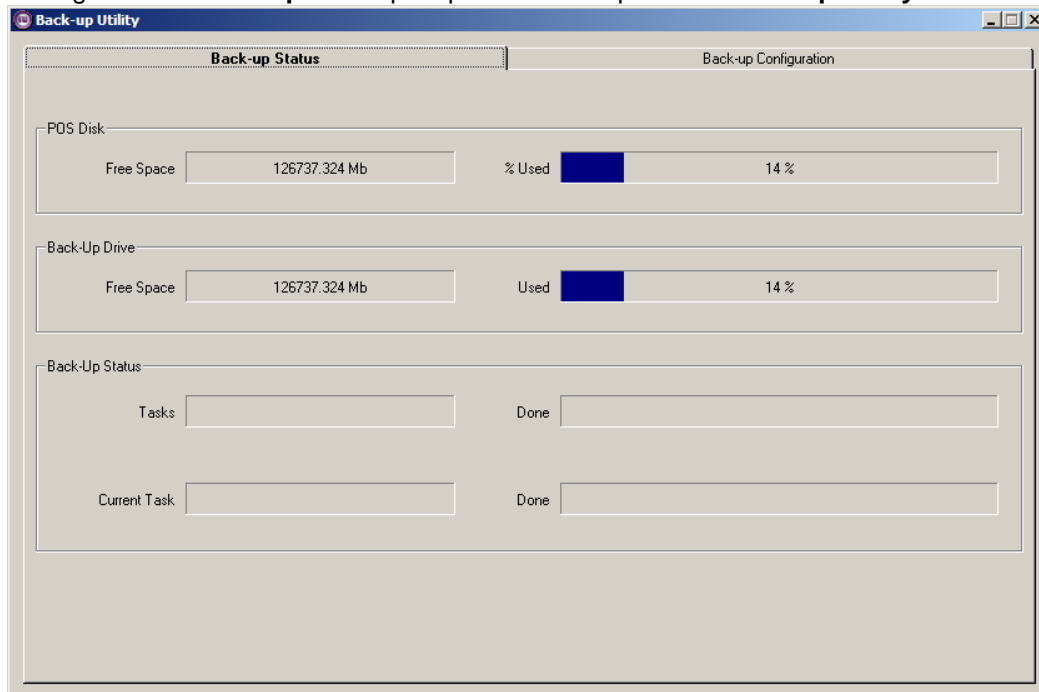 Back-up Utility
Back-up Status Back-up Configuration
POS Disk
Free Space 126737.324 Mb % Used 14 %
Back-Up Drive
Free Space 126737.324 Mb Used 14 %
Back-Up Status
Tasks Done
Current Task Done